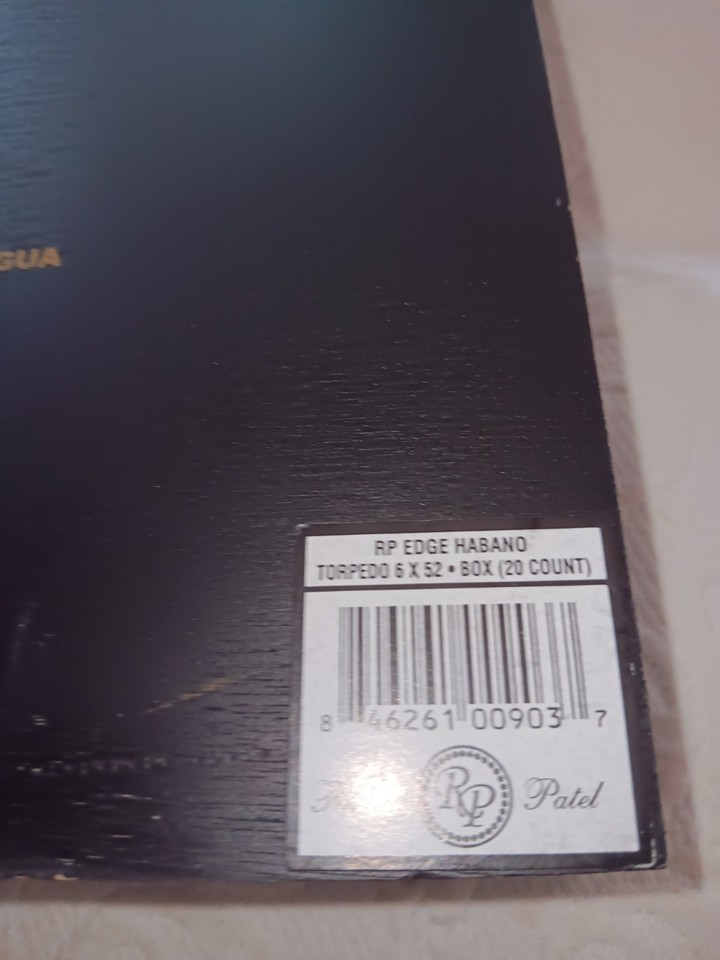 GUA
RP EDGE HABANO
TORPEDO 6 X 52 • BOX (20 COUNT)
8 46261 00903 7
RP
Patel